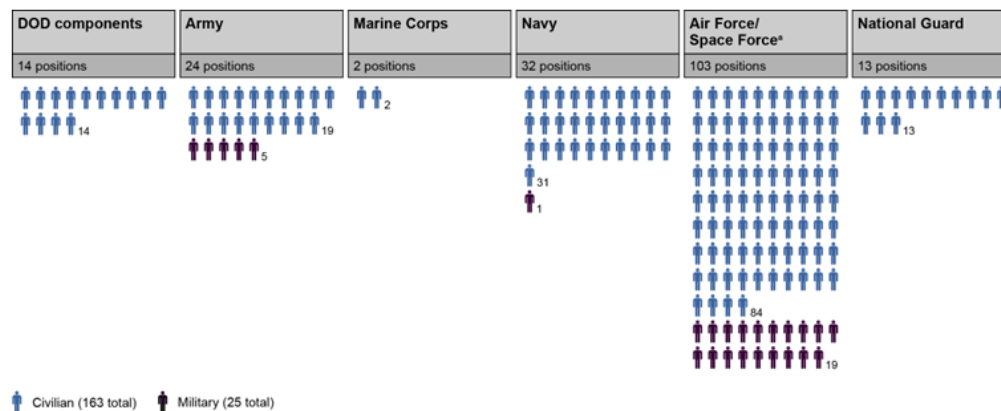 DOD components
14 positions
14
Army
24 positions
19
5
Marine Corps
2 positions
2
Navy
32 positions
31
1
Air Force/
Space Forceᵃ
103 positions
84
19
National Guard
13 positions
13
Civilian (163 total)
Military (25 total)